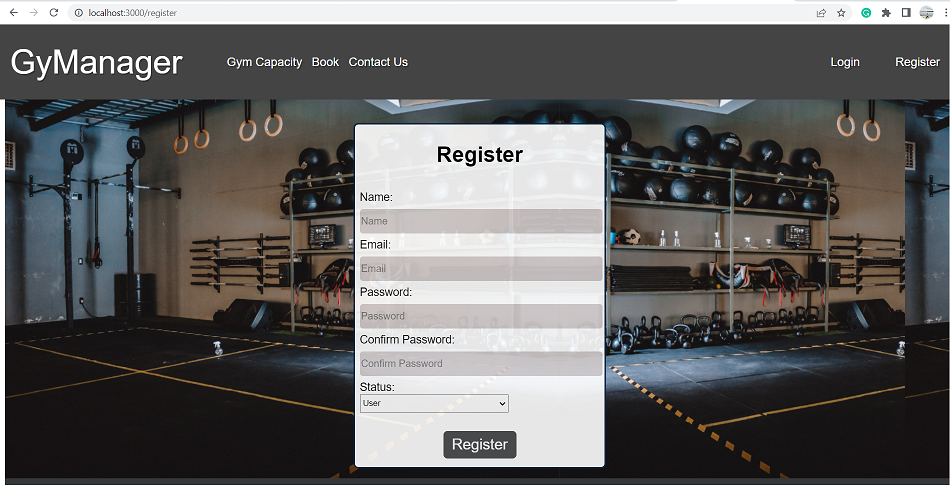 localhost:3000/register
GyManager Gym Capacity Book Contact Us Login Register
Register
Name:
Name
Email:
Email
Password:
Password
Confirm Password:
Confirm Password
Status:
User
Register